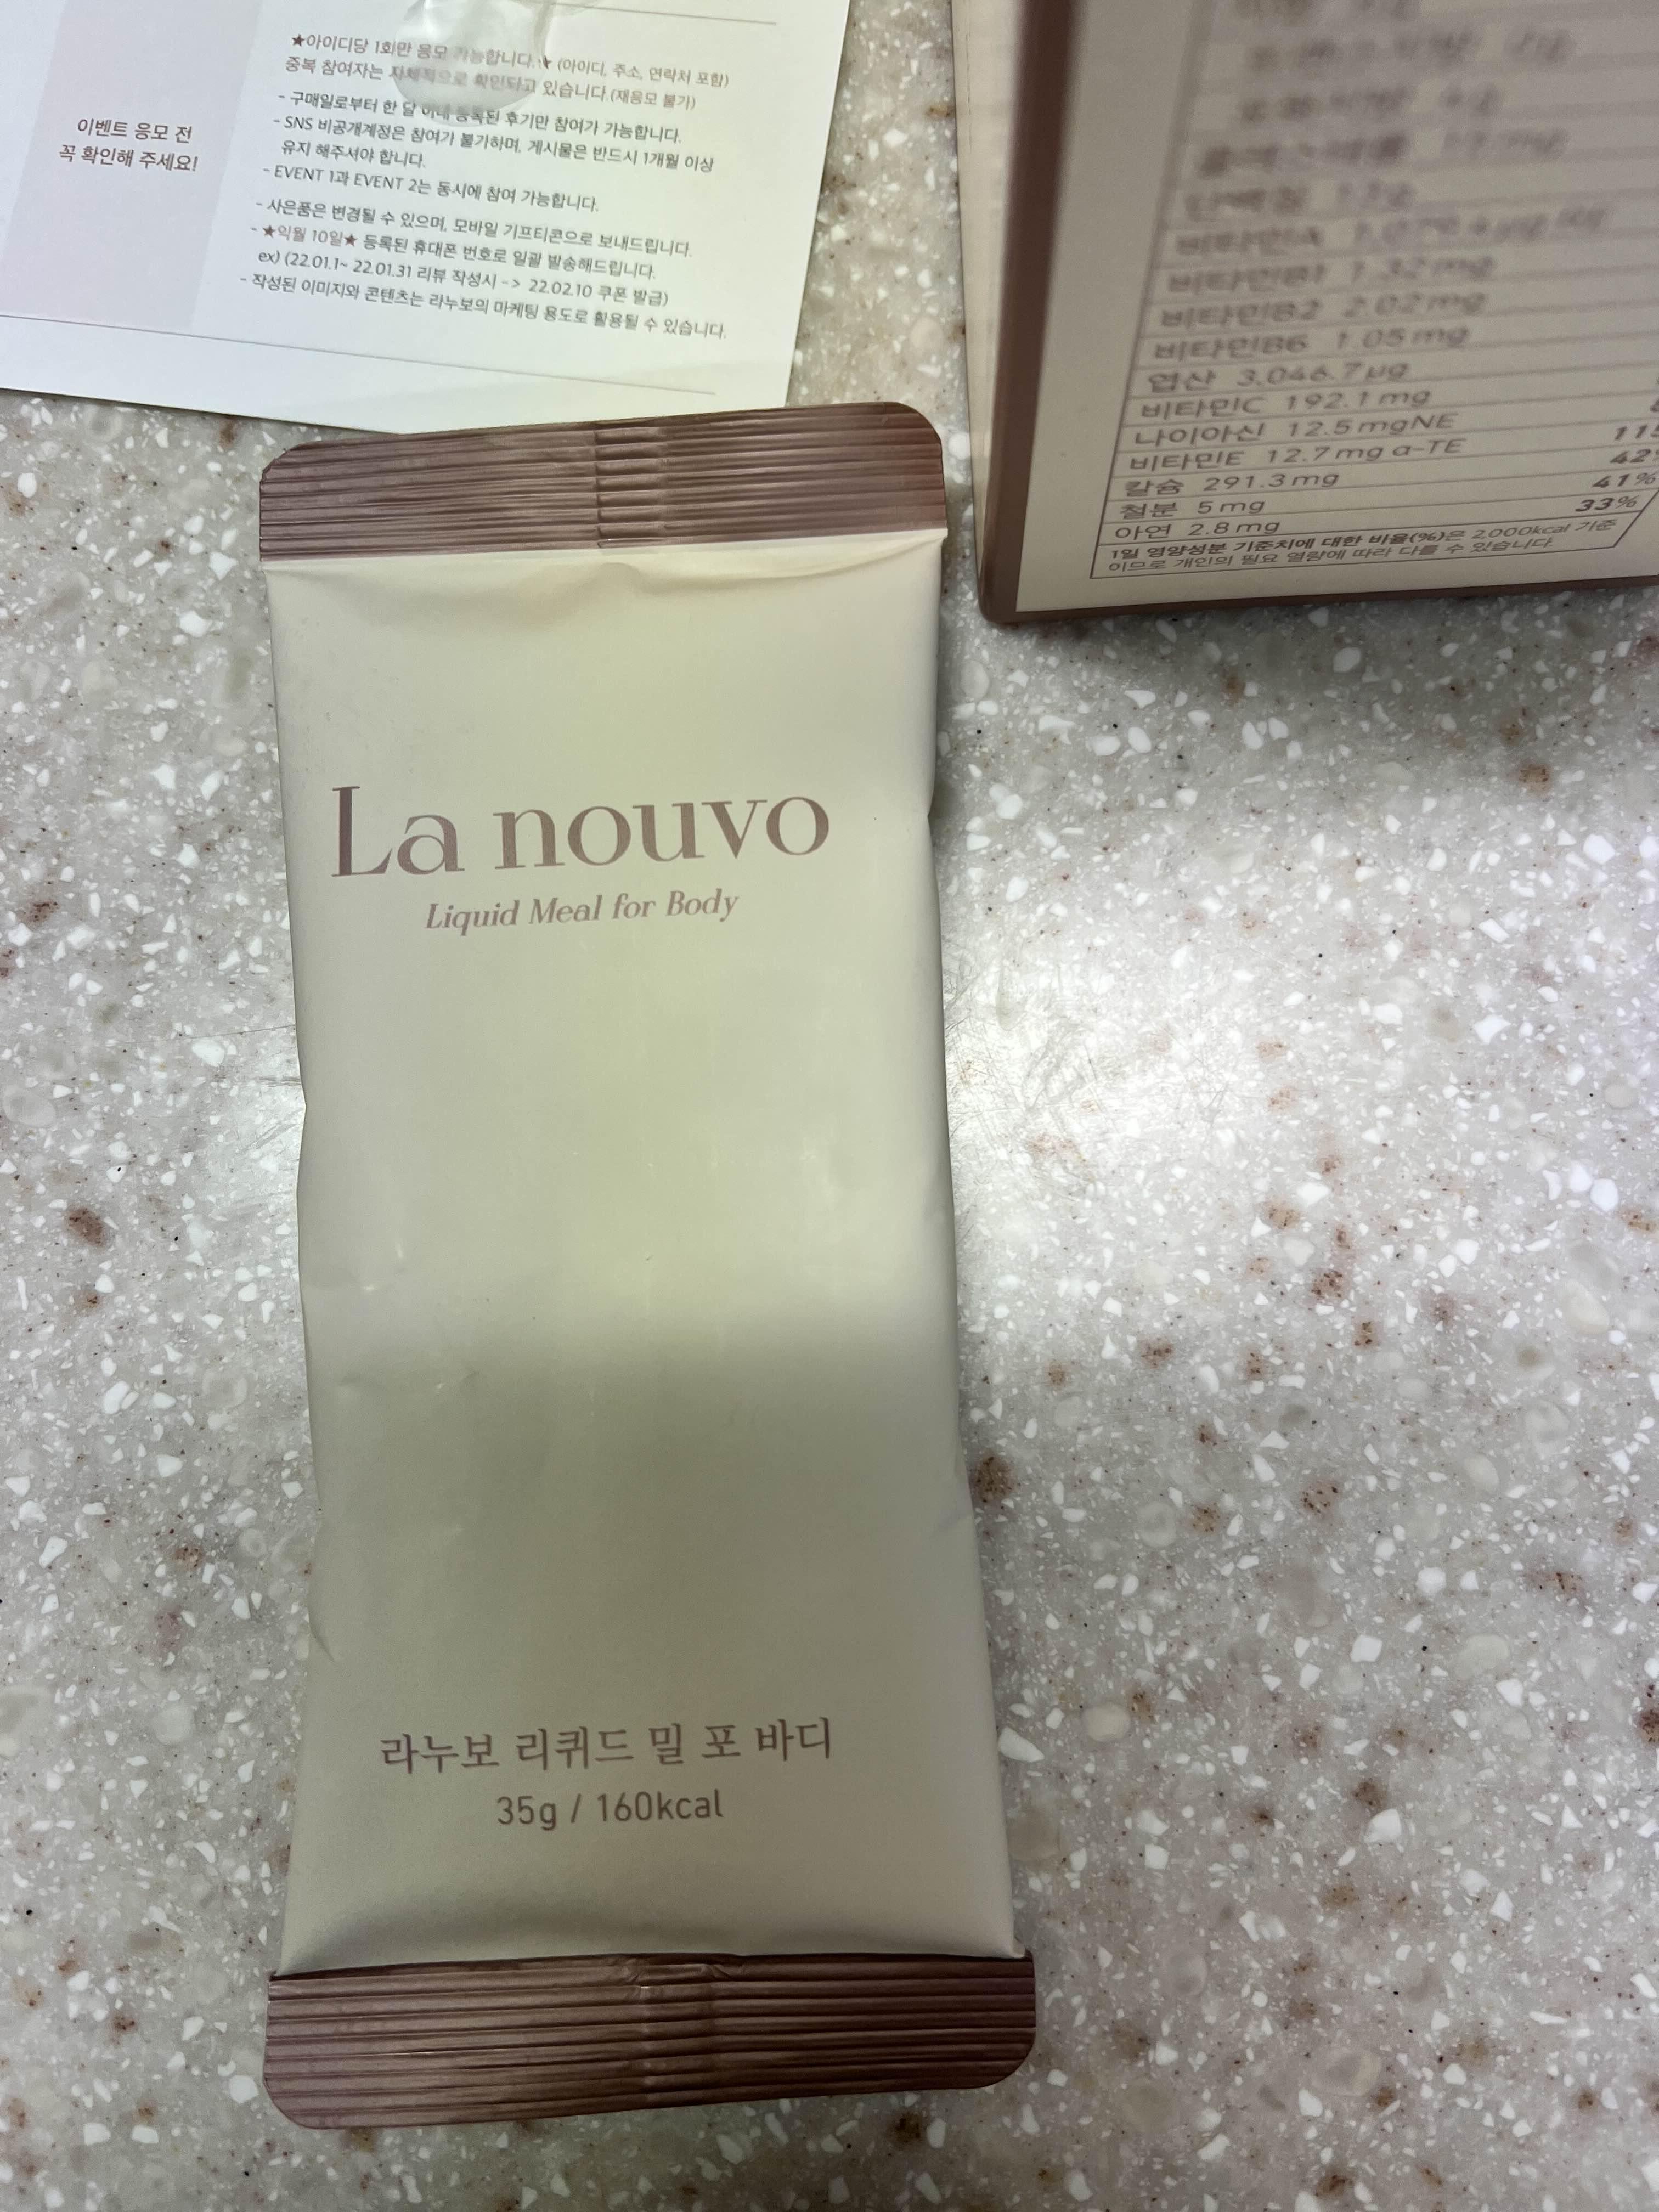 ★아이디당 1회만 응모 가능합니다.★ (아이디, 주소, 연락처 포함)
중복 참여자는 자체적으로 확인되고 있습니다.(재응모 불가)
이벤트 응모 전
꼭 확인해 주세요!
- 구매일로부터 한 달 이내 등록된 후기만 참여가 가능합니다.
- SNS 비공개계정은 참여가 불가하며, 게시물은 반드시 1개월 이상
유지 해주셔야 합니다.
- EVENT 1과 EVENT 2는 동시에 참여 가능합니다.
- 사은품은 변경될 수 있으며, 모바일 기프티콘으로 보내드립니다.
- ★익월 10일★ 등록된 휴대폰 번호로 일괄 발송해드립니다.
ex) (22.01.1~ 22.01.31 리뷰 작성시 -> 22.02.10 쿠폰 발급)
- 작성된 이미지와 콘텐츠는 라누보의 마케팅 용도로 활용될 수 있습니다.
콜레스테롤
단백질
비타민A
비타민B1 1.32mg
비타민B2 2.02mg
비타민B6 1.05mg
엽산 3,046.7μg
비타민C 192.1mg
나이아신 12.5mgNE
비타민E 12.7mg α-TE
칼슘 291.3mg 42%
철분 5mg 41%
아연 2.8mg 33%
1일 영양성분 기준치에 대한 비율(%)은 2,000kcal 기준
이므로 개인의 필요 열량에 따라 다를 수 있습니다.
La nouvo
Liquid Meal for Body
라누보 리퀴드 밀 포 바디
35g / 160kcal